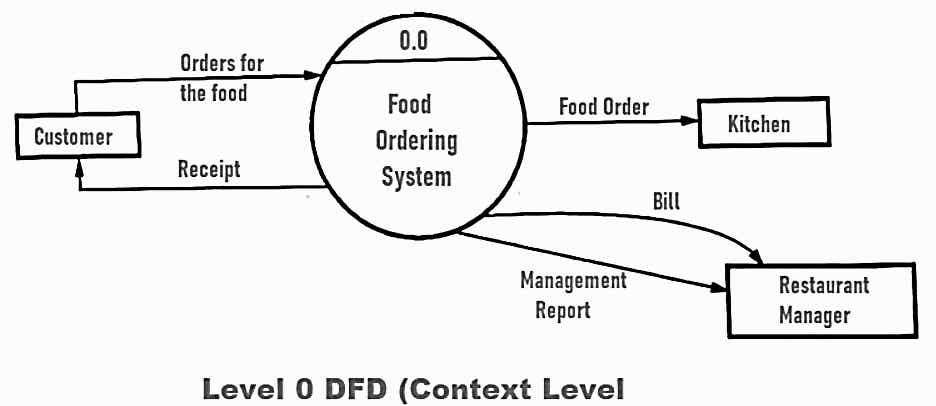 0.0
Orders for
the food
Food
Ordering
System
Food Order
Kitchen
Customer
Receipt
Bill
Management
Report
Restaurant
Manager
Level 0 DFD (Context Level